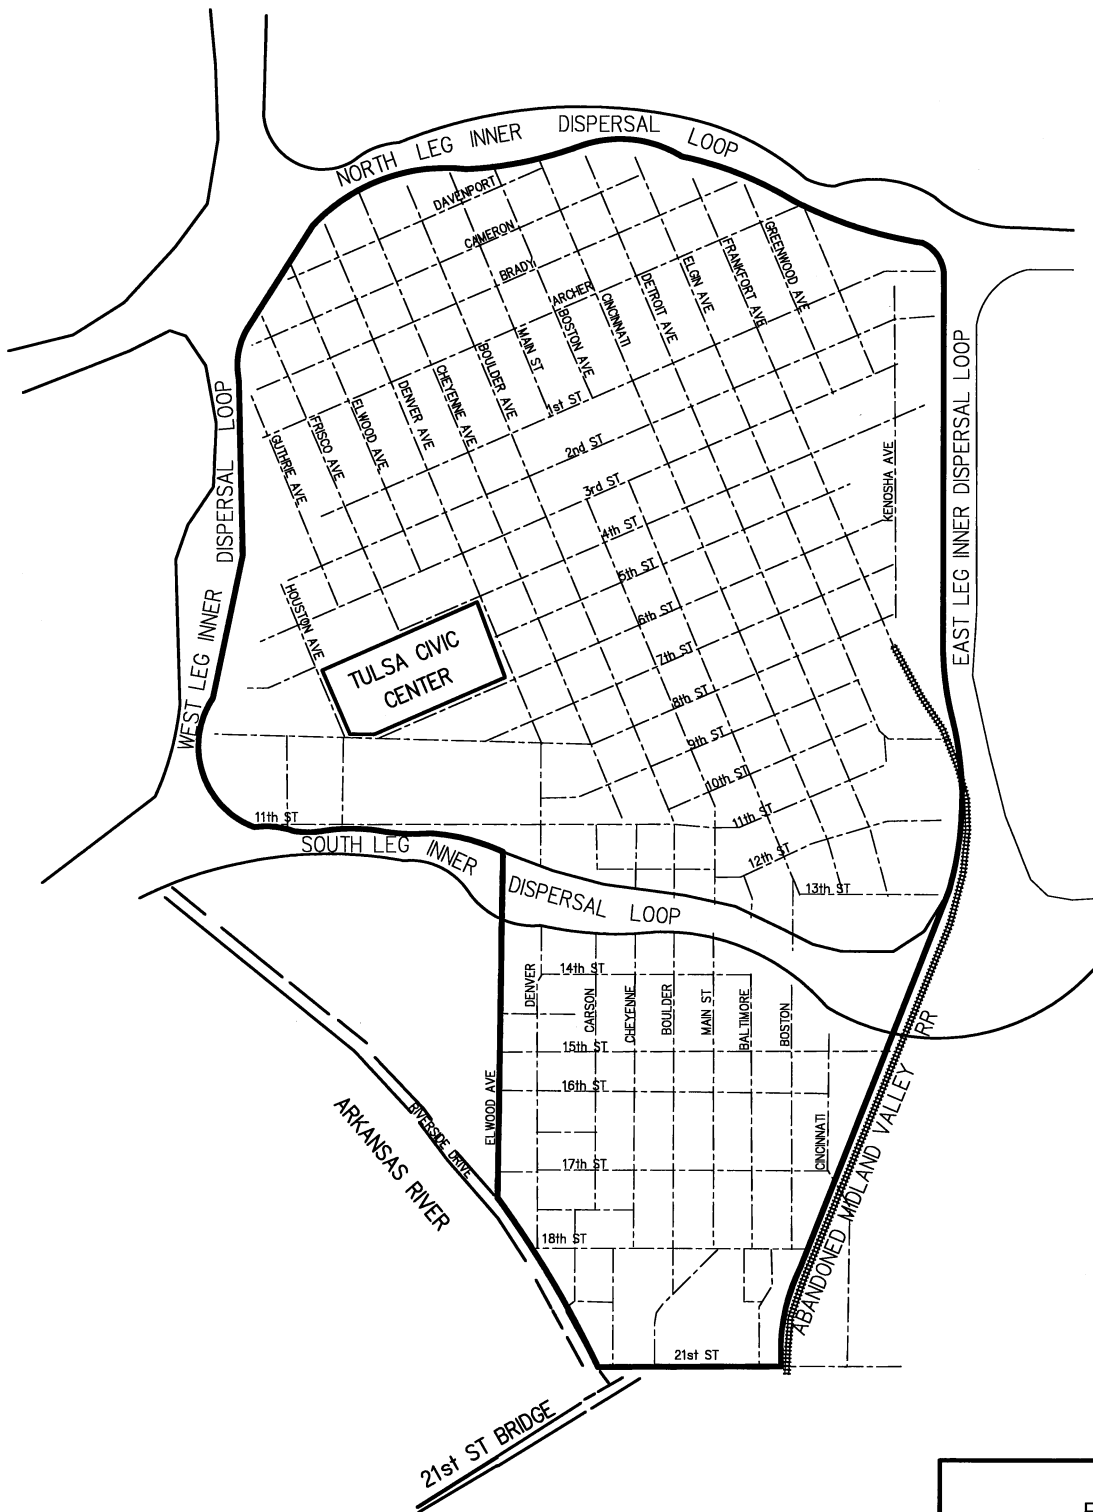 NORTH LEG INNER DISPERSAL LOOP
DAVENPORT
CAMERON
BRADY
ARCHER
GREENWOOD AVE
FRANKFORT AVE
ELGIN AVE
DETROIT AVE
CINCINNATI
BOSTON AVE
MAIN ST
BOULDER AVE
CHEYENNE AVE
DENVER AVE
ELWOOD AVE
FRISCO AVE
GUTHRIE AVE
1st ST
2nd ST
3rd ST
4th ST
5th ST
6th ST
7th ST
8th ST
9th ST
10th ST
11th ST
12th ST
13th ST
KENOSHA AVE
EAST LEG INNER DISPERSAL LOOP
WEST LEG INNER DISPERSAL LOOP
HOUSTON AVE
TULSA CIVIC
CENTER
11th ST
SOUTH LEG INNER DISPERSAL LOOP
14th ST
DENVER
CARSON
CHEYENNE
BOULDER
MAIN ST
BALTIMORE
BOSTON
15th ST
16th ST
ELWOOD AVE
CINCINNATI
17th ST
18th ST
21st ST
RIVERSIDE DRIVE
ARKANSAS RIVER
ABANDONED MIDLAND VALLEY RR
21st ST BRIDGE